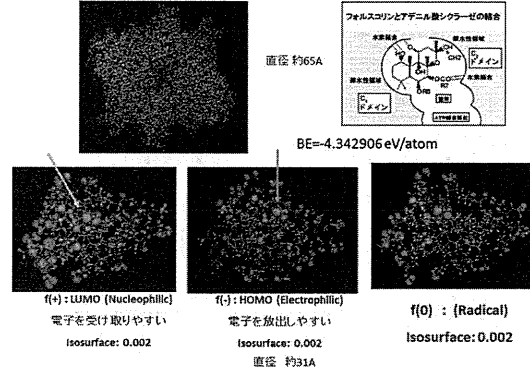 直径 約65A
フォルスコリンとアデニル酸シクラーゼの結合
水素結合
疎水性領域
疎水性領域
水素結合
ドメイン
ドメイン
BE=-4.342906 eV/atom
f(+) : LUMO (Nucleophilic)
電子を受け取りやすい
Isosurface: 0.002
f(-) : HOMO (Electrophilic)
電子を放出しやすい
Isosurface: 0.002
直径 約31A
f(0) : (Radical)
Isosurface: 0.002